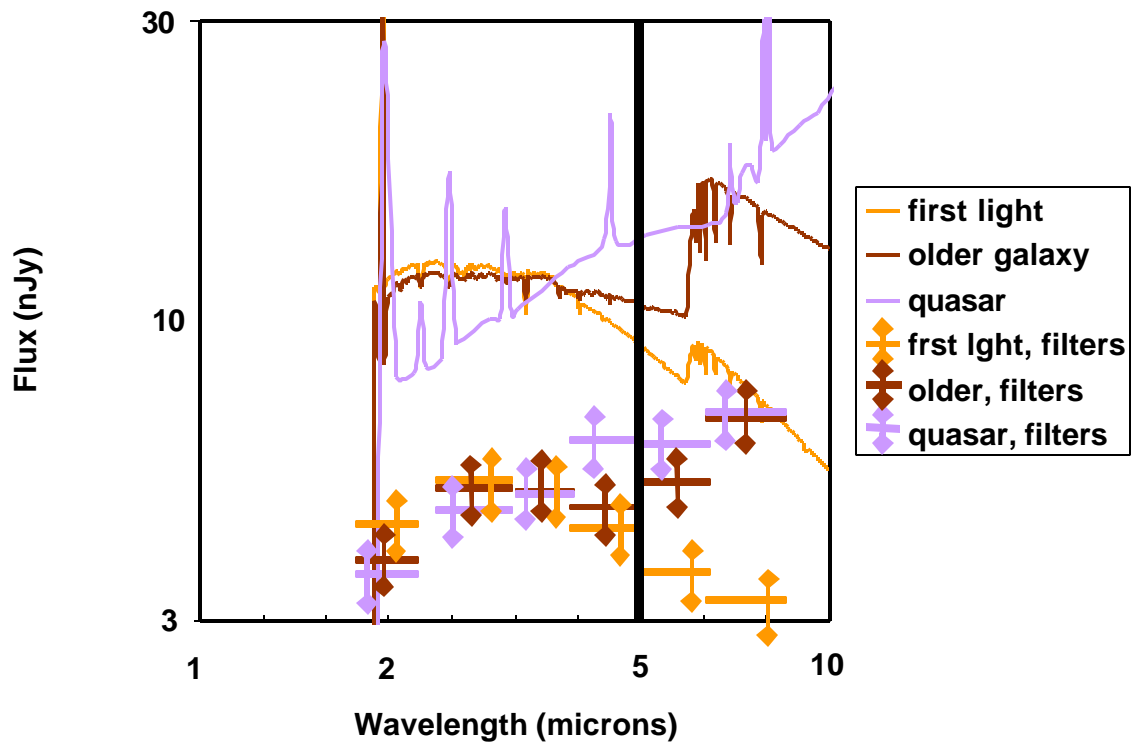 30
10
3
Flux (nJy)
1
2
5
10
Wavelength (microns)
first light
older galaxy
quasar
frst lght, filters
older, filters
quasar, filters